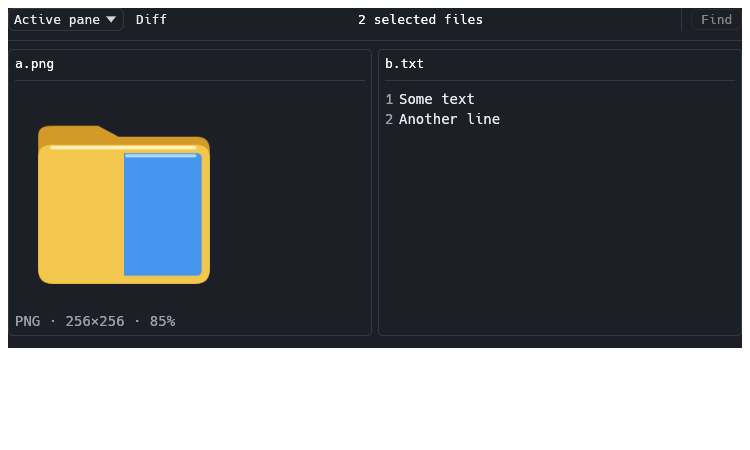 Active pane Diff 2 selected files Find
a.png
PNG · 256×256 · 85%
b.txt
1 Some text
2 Another line